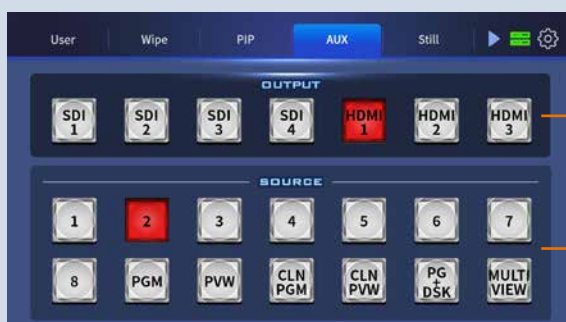 User Wipe PIP AUX Still
OUTPUT
SDI 1 SDI 2 SDI 3 SDI 4 HDMI 1 HDMI 2 HDMI 3
SOURCE
1 2 3 4 5 6 7
8 PGM PVW CLN PGM CLN PVW PG + DSK MULTI VIEW